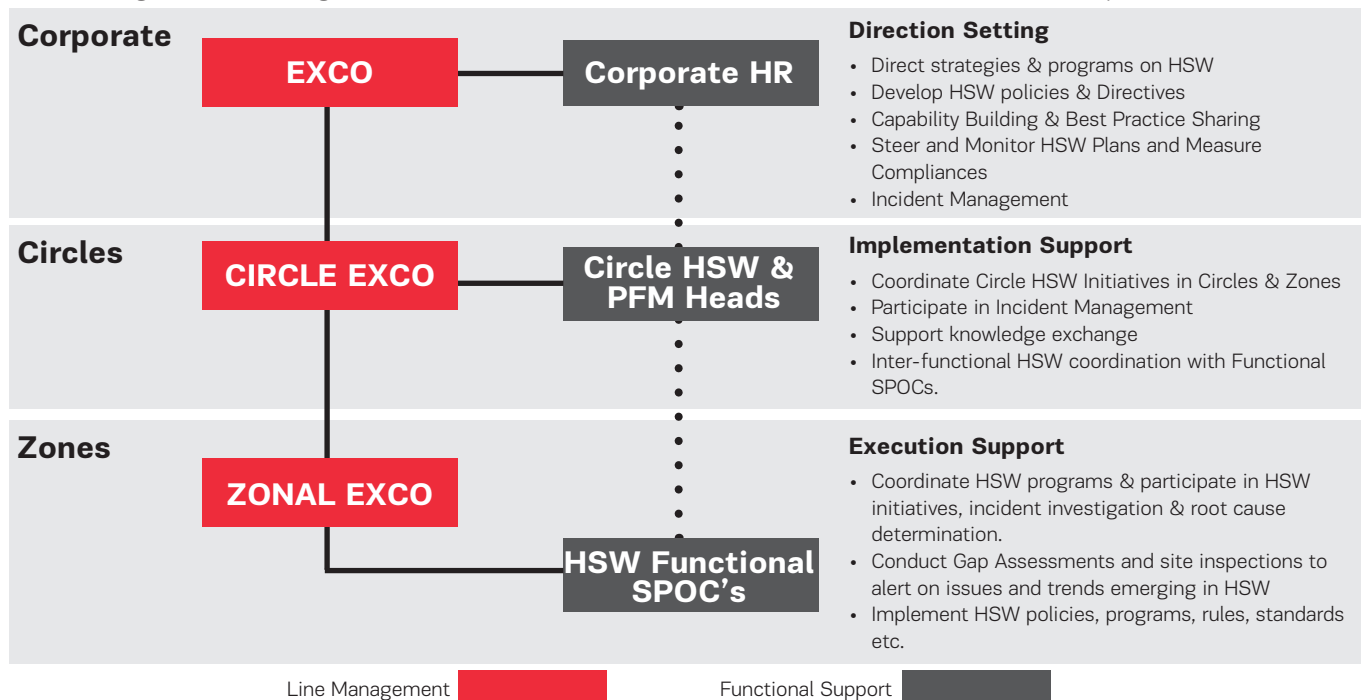 Corporate
EXCO
Corporate HR
Direction Setting
• Direct strategies & programs on HSW
• Develop HSW policies & Directives
• Capability Building & Best Practice Sharing
• Steer and Monitor HSW Plans and Measure
Compliances
• Incident Management
Circles
CIRCLE EXCO
Circle HSW &
PFM Heads
Implementation Support
• Coordinate Circle HSW Initiatives in Circles & Zones
• Participate in Incident Management
• Support knowledge exchange
• Inter-functional HSW coordination with Functional
SPOCs.
Zones
ZONAL EXCO
HSW Functional
SPOC's
Execution Support
• Coordinate HSW programs & participate in HSW
initiatives, incident investigation & root cause
determination.
• Conduct Gap Assessments and site inspections to
alert on issues and trends emerging in HSW
• Implement HSW policies, programs, rules, standards
etc.
Line Management
Functional Support